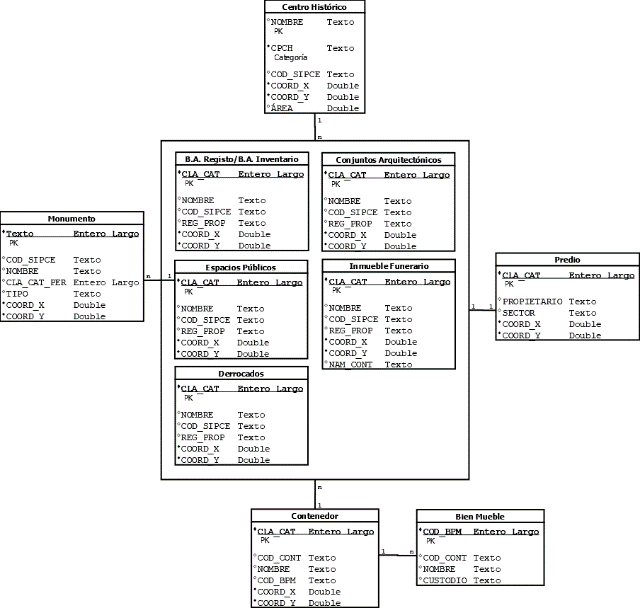 Centro Histórico
°NOMBRE Texto
PK
*CPCH Texto
Categoría
°COD_SIPCE Texto
*COORD_X Double
*COORD_Y Double
°ÁREA Double
1
n
B.A. Registo/B.A. Inventario
*CLA_CAT Entero Largo
PK
°NOMBRE Texto
°COD_SIPCE Texto
°REG_PROP Texto
*COORD_X Double
*COORD_Y Double
Conjuntos Arquitectónicos
*CLA_CAT Entero Largo
PK
°NOMBRE Texto
°COD_SIPCE Texto
°REG_PROP Texto
*COORD_X Double
*COORD_Y Double
Monumento
*Texto Entero Largo
PK
°COD_SIPCE Texto
°NOMBRE Texto
°CLA_CAT_PER Entero Largo
°TIPO Texto
*COORD_X Double
*COORD_Y Double
n 1
Espacios Públicos
*CLA_CAT Entero Largo
PK
°NOMBRE Texto
°COD_SIPCE Texto
°REG_PROP Texto
*COORD_X Double
*COORD_Y Double
Inmueble Funerario
*CLA_CAT Entero Largo
PK
°NOMBRE Texto
°COD_SIPCE Texto
°REG_PROP Texto
*COORD_X Double
*COORD_Y Double
°NAM_CONT Texto
1 1
Predio
*CLA_CAT Entero Largo
PK
°PROPIETARIO Texto
°SECTOR Texto
*COORD_X Double
*COORD_Y Double
Derrocados
*CLA_CAT Entero Largo
PK
°NOMBRE Texto
°COD_SIPCE Texto
°REG_PROP Texto
*COORD_X Double
*COORD_Y Double
n
1
Contenedor
*CLA_CAT Entero Largo
PK
°COD_CONT Texto
°NOMBRE Texto
°COD_BPM Texto
*COORD_X Double
*COORD_Y Double
1 n
Bien Mueble
*COD_BPM Entero Largo
PK
°COD_CONT Texto
°NOMBRE Texto
°CUSTODIO Texto